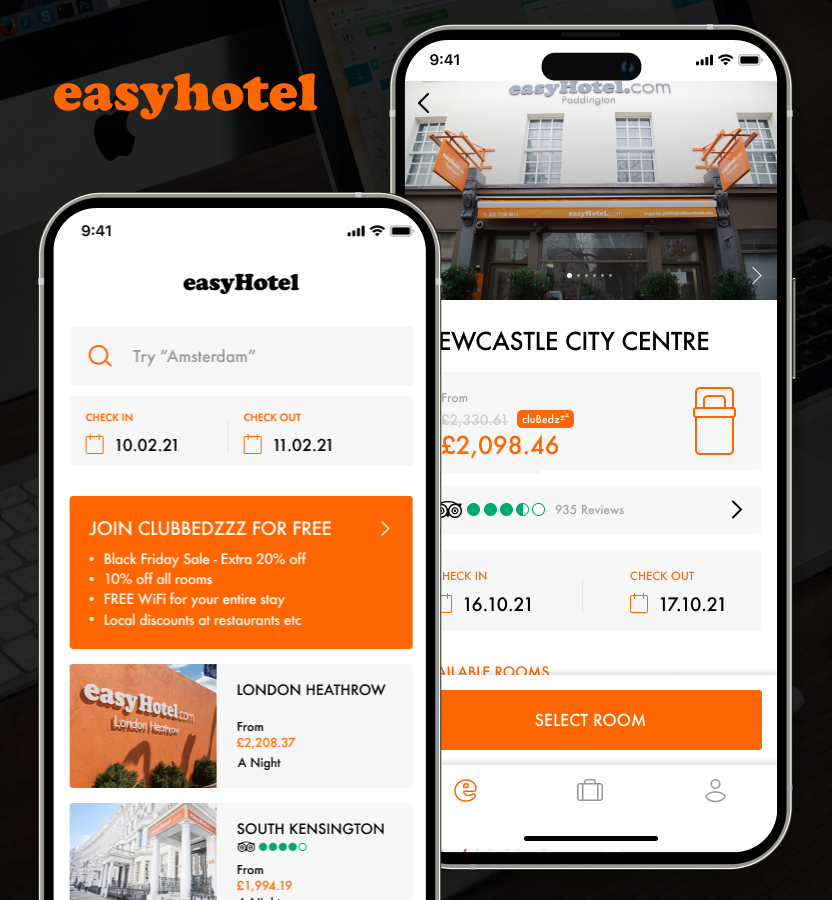 easyhotel
9:41
easyHotel
Try “Amsterdam”
CHECK IN
CHECK OUT
10.02.21
11.02.21
JOIN CLUBBEDZZZ FOR FREE
• Black Friday Sale - Extra 20% off
• 10% off all rooms
• FREE WiFi for your entire stay
• Local discounts at restaurants etc
easyHotel.com
London Heathrow
LONDON HEATHROW
From
£2,208.37
A Night
SOUTH KENSINGTON
From
£1,994.19
9:41
easyHotel.com
Paddington
easyHotel.com
EWCASTLE CITY CENTRE
From
£2,330.61
cluBedzzz
£2,098.46
935 Reviews
HECK IN
CHECK OUT
16.10.21
17.10.21
AILABLE ROOMS
SELECT ROOM